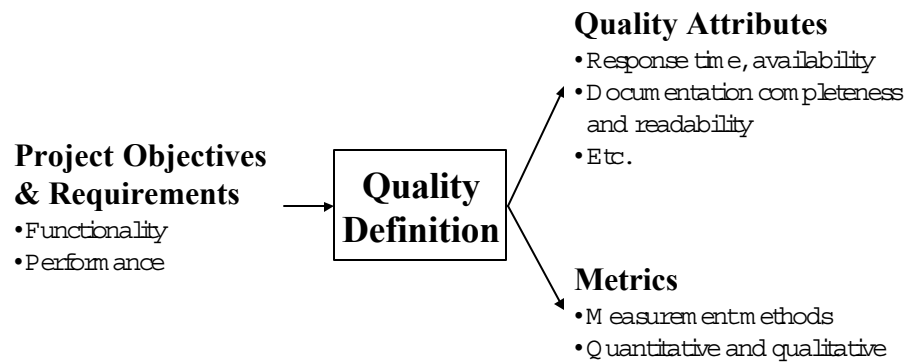 Project Objectives
& Requirements
•Functionality
•Performance
Quality
Definition
Quality Attributes
•Response time, availability
•Documentation completeness
and readability
•Etc.
Metrics
•Measurement methods
•Quantitative and qualitative